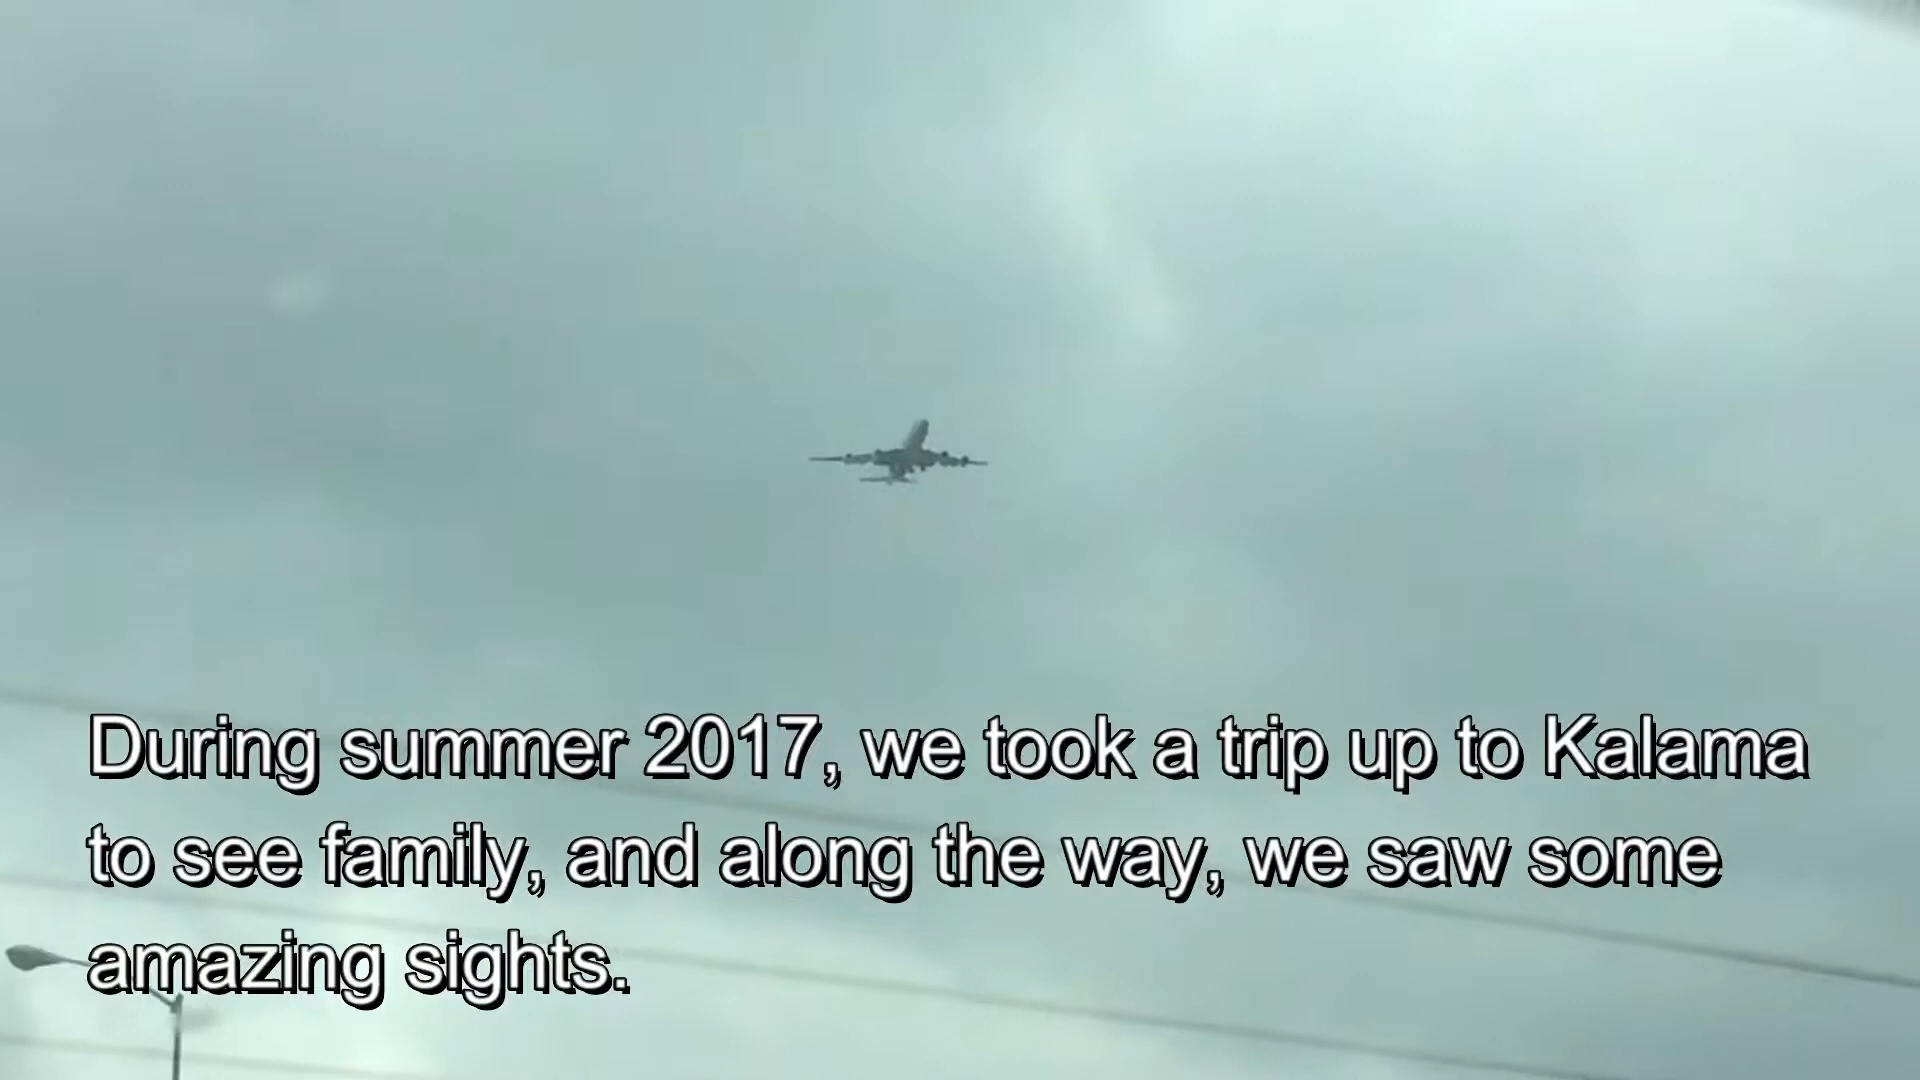 During summer 2017, we took a trip up to Kalama
to see family, and along the way, we saw some
amazing sights.